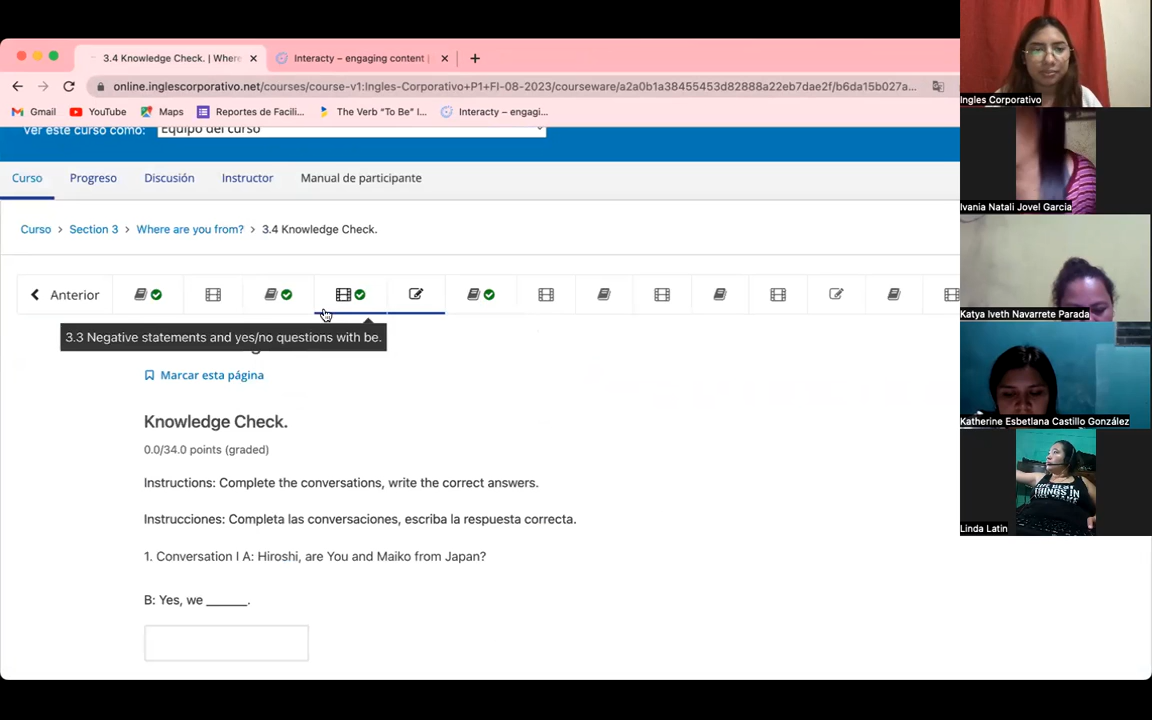 3.4 Knowledge Check. | Where
Interacty – engaging content |
online.inglescorporativo.net/courses/course-v1:Ingles-Corporativo+P1+FI-08-2023/courseware/a2a0b1a38455453d82888a22eb7dae2f/b6da15b027a...
Gmail
YouTube
Maps
Reportes de Facili...
The Verb "To Be" I...
Interacty – engagi...
Ver este curso como:
Equipo del curso
Curso
Progreso
Discusión
Instructor
Manual de participante
Curso > Section 3 > Where are you from? > 3.4 Knowledge Check.
Anterior
3.3 Negative statements and yes/no questions with be.
Marcar esta página
Knowledge Check.
0.0/34.0 points (graded)
Instructions: Complete the conversations, write the correct answers.
Instrucciones: Completa las conversaciones, escriba la respuesta correcta.
1. Conversation I A: Hiroshi, are You and Maiko from Japan?
B: Yes, we ______.
Ingles Corporativo
Ivania Natali Jovel Garcia
Katya Iveth Navarrete Parada
Katherine Esbetlana Castillo González
THE BEST
THINGS IN
Linda Latin